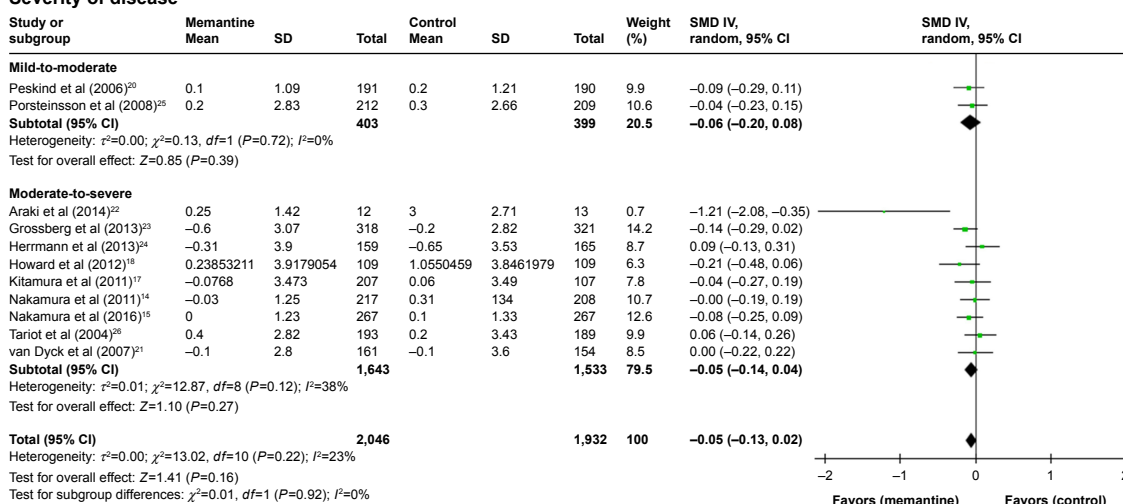 Severity of disease
Study or Memantine Control Weight SMD IV, SMD IV,
subgroup Mean SD Total Mean SD Total (%) random, 95% CI random, 95% CI
Mild-to-moderate
Peskind et al (2006)²⁰ 0.1 1.09 191 0.2 1.21 190 9.9 –0.09 (–0.29, 0.11)
Porsteinsson et al (2008)²⁵ 0.2 2.83 212 0.3 2.66 209 10.6 –0.04 (–0.23, 0.15)
Subtotal (95% CI) 403 399 20.5 –0.06 (–0.20, 0.08)
Heterogeneity: τ²=0.00; χ²=0.13, df=1 (P=0.72); I²=0%
Test for overall effect: Z=0.85 (P=0.39)
Moderate-to-severe
Araki et al (2014)²² 0.25 1.42 12 3 2.71 13 0.7 –1.21 (–2.08, –0.35)
Grossberg et al (2013)²³ –0.6 3.07 318 –0.2 2.82 321 14.2 –0.14 (–0.29, 0.02)
Herrmann et al (2013)²⁴ –0.31 3.9 159 –0.65 3.53 165 8.7 0.09 (–0.13, 0.31)
Howard et al (2012)¹⁸ 0.23853211 3.9179054 109 1.0550459 3.8461979 109 6.3 –0.21 (–0.48, 0.06)
Kitamura et al (2011)¹⁷ –0.0768 3.473 207 0.06 3.49 107 7.8 –0.04 (–0.27, 0.19)
Nakamura et al (2011)¹⁴ –0.03 1.25 217 0.31 134 208 10.7 –0.00 (–0.19, 0.19)
Nakamura et al (2016)¹⁵ 0 1.23 267 0.1 1.33 267 12.6 –0.08 (–0.25, 0.09)
Tariot et al (2004)²⁶ 0.4 2.82 193 0.2 3.43 189 9.9 0.06 (–0.14, 0.26)
van Dyck et al (2007)²¹ –0.1 2.8 161 –0.1 3.6 154 8.5 0.00 (–0.22, 0.22)
Subtotal (95% CI) 1,643 1,533 79.5 –0.05 (–0.14, 0.04)
Heterogeneity: τ²=0.01; χ²=12.87, df=8 (P=0.12); I²=38%
Test for overall effect: Z=1.10 (P=0.27)
Total (95% CI) 2,046 1,932 100 –0.05 (–0.13, 0.02)
Heterogeneity: τ²=0.00; χ²=13.02, df=10 (P=0.22); I²=23%
Test for overall effect: Z=1.41 (P=0.16)
Test for subgroup differences: χ²=0.01, df=1 (P=0.92); I²=0%
–2 –1 0 1 2
Favors (memantine) Favors (control)